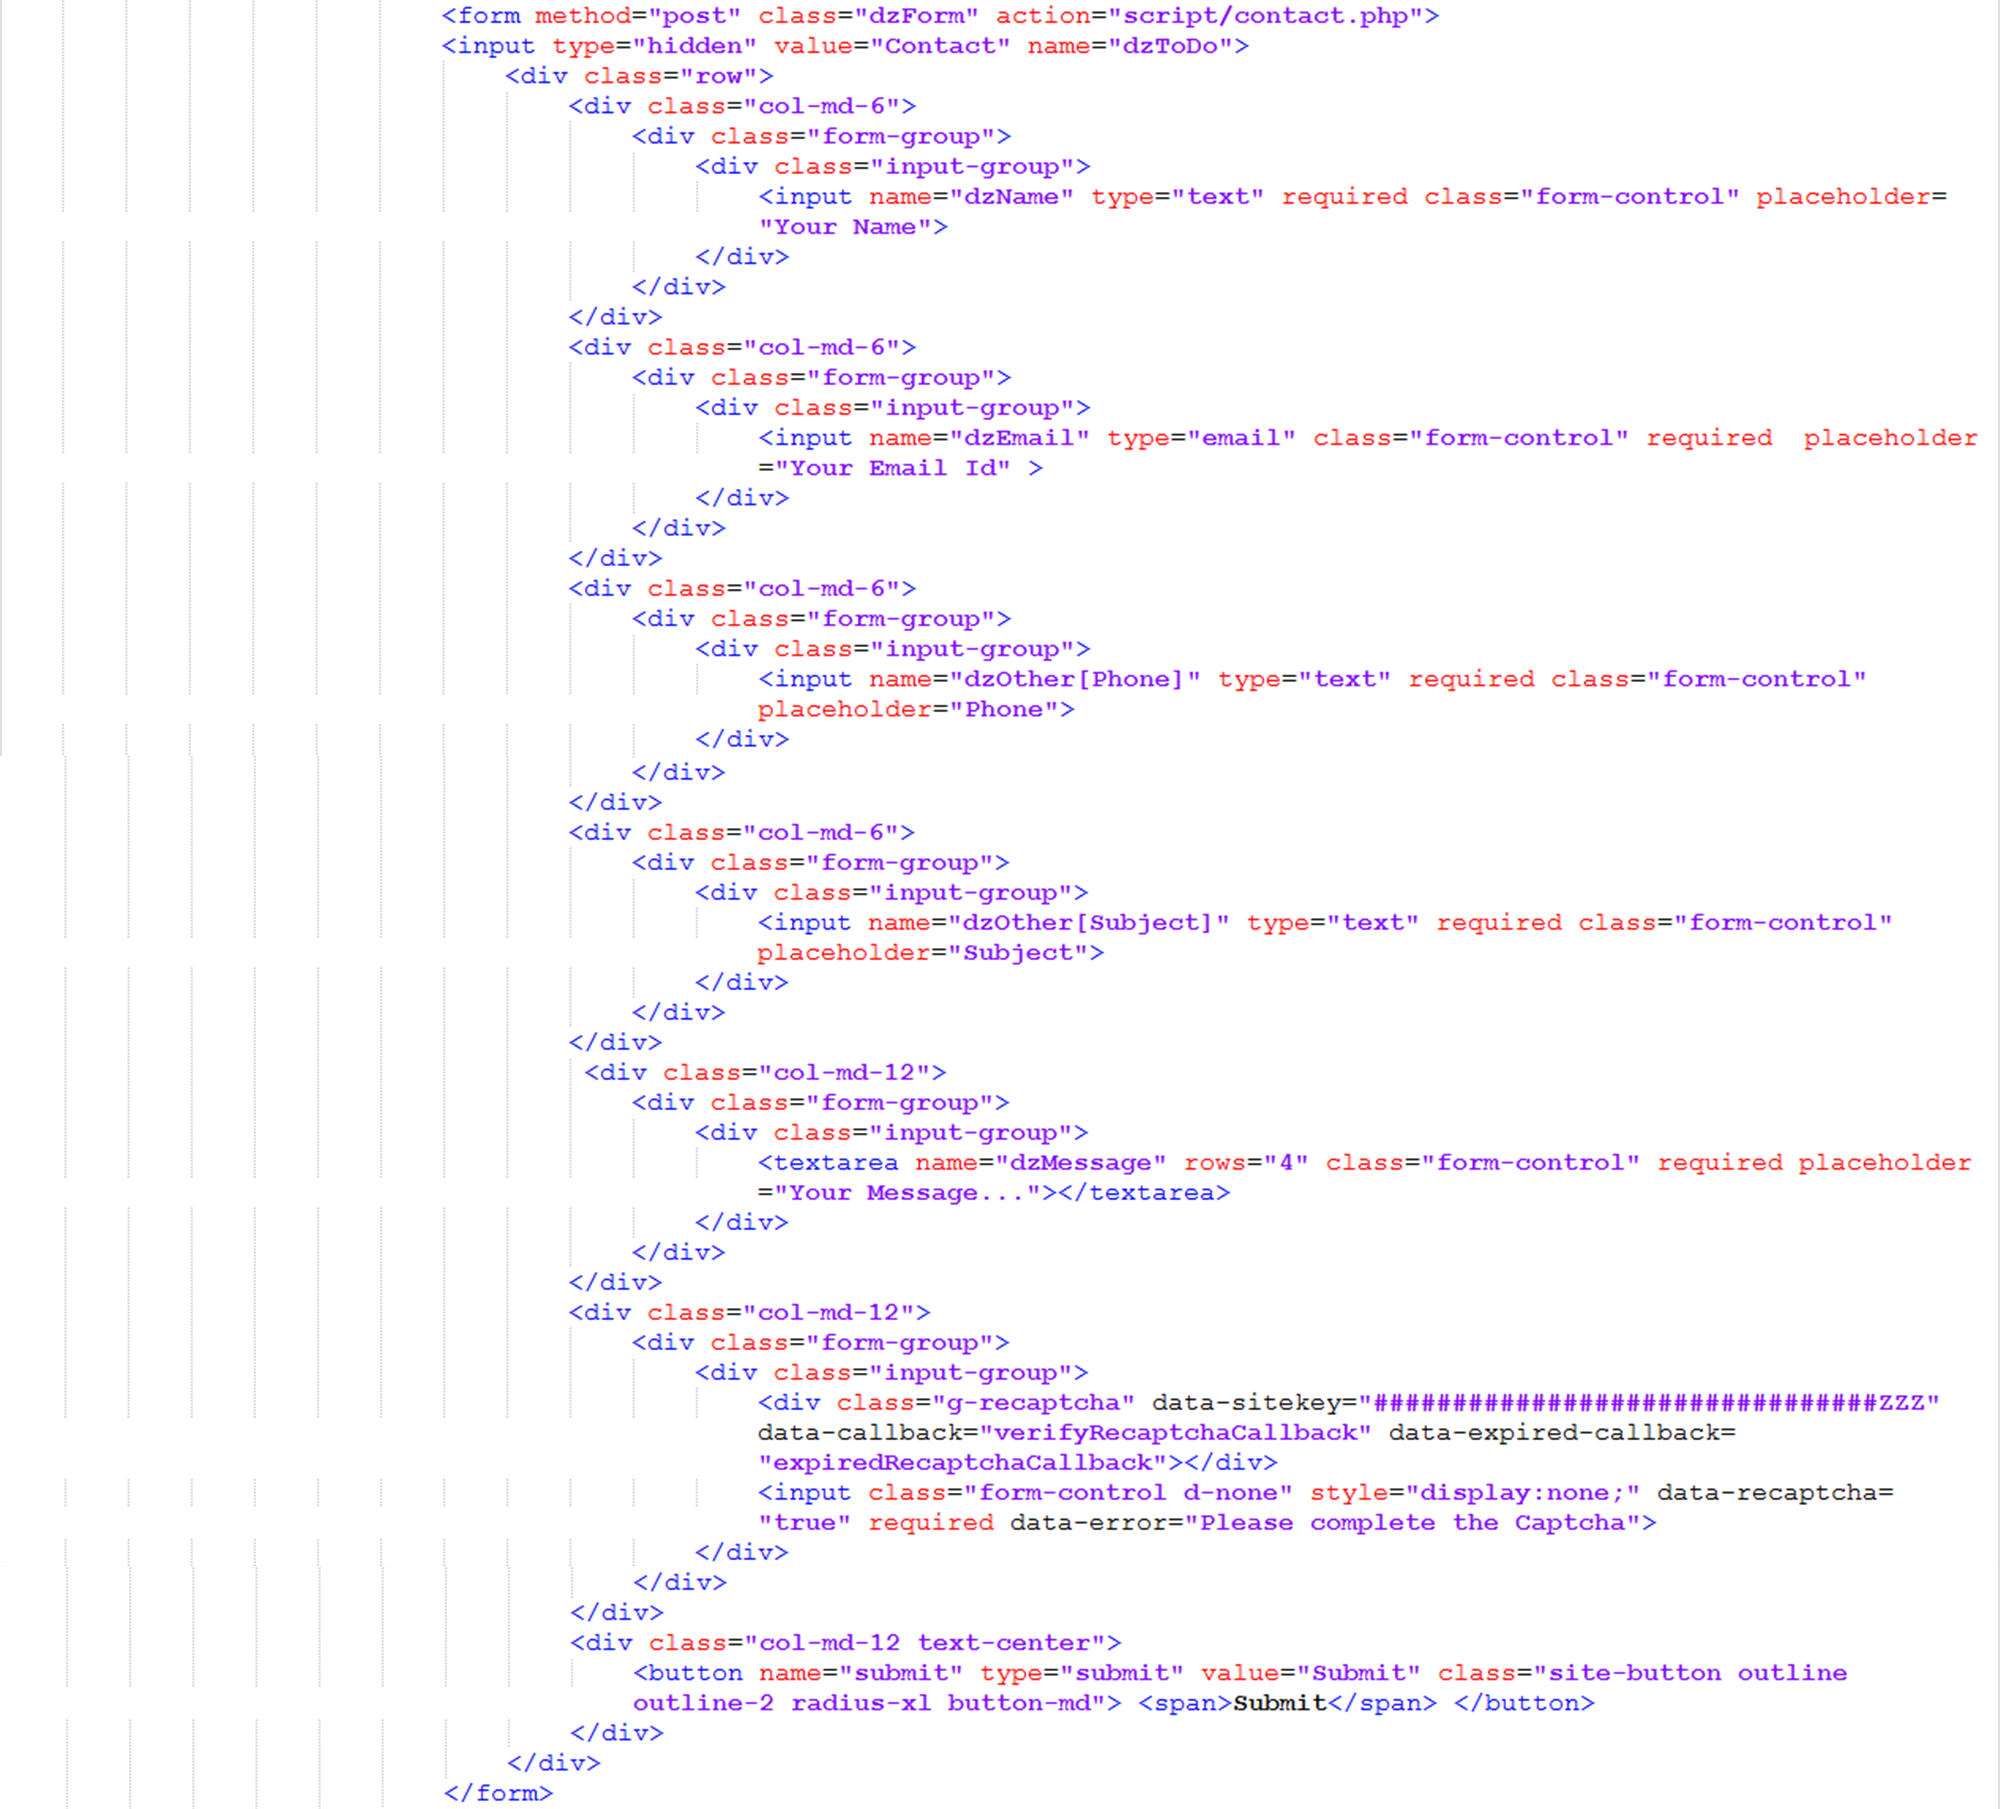 <form method="post" class="dzForm" action="script/contact.php">
<input type="hidden" value="Contact" name="dzToDo">
<div class="row">
<div class="col-md-6">
<div class="form-group">
<div class="input-group">
<input name="dzName" type="text" required class="form-control" placeholder=
"Your Name">
</div>
</div>
</div>
<div class="col-md-6">
<div class="form-group">
<div class="input-group">
<input name="dzEmail" type="email" class="form-control" required  placeholder
="Your Email Id" >
</div>
</div>
</div>
<div class="col-md-6">
<div class="form-group">
<div class="input-group">
<input name="dzOther[Phone]" type="text" required class="form-control"
placeholder="Phone">
</div>
</div>
</div>
<div class="col-md-6">
<div class="form-group">
<div class="input-group">
<input name="dzOther[Subject]" type="text" required class="form-control"
placeholder="Subject">
</div>
</div>
</div>
<div class="col-md-12">
<div class="form-group">
<div class="input-group">
<textarea name="dzMessage" rows="4" class="form-control" required placeholder
="Your Message..."></textarea>
</div>
</div>
</div>
<div class="col-md-12">
<div class="form-group">
<div class="input-group">
<div class="g-recaptcha" data-sitekey="################################ZZZ"
data-callback="verifyRecaptchaCallback" data-expired-callback=
"expiredRecaptchaCallback"></div>
<input class="form-control d-none" style="display:none;" data-recaptcha=
"true" required data-error="Please complete the Captcha">
</div>
</div>
</div>
<div class="col-md-12 text-center">
<button name="submit" type="submit" value="Submit" class="site-button outline
outline-2 radius-xl button-md"> <span>Submit</span> </button>
</div>
</div>
</form>